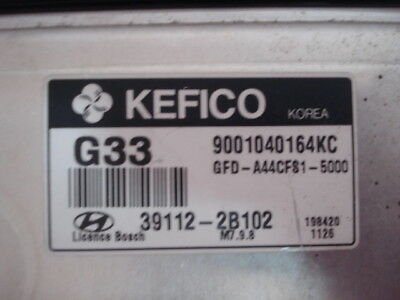 KEFICO KOREA
G33 9001040164KC
GFD-A44CF81-5000
39112-2B102 198420
Licence Bosch M7.9.8 1126